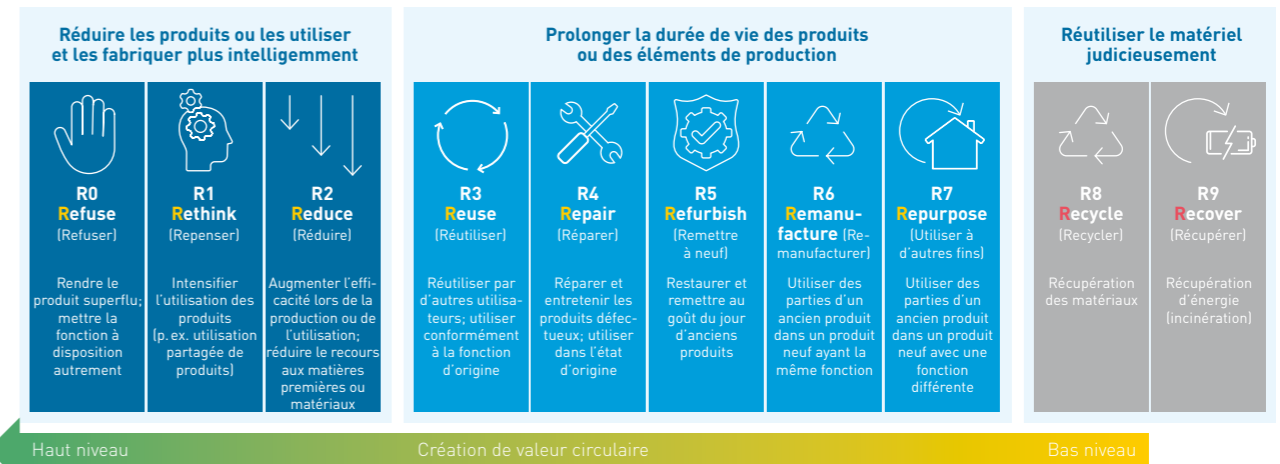 Réduire les produits ou les utiliser
et les fabriquer plus intelligemment
R0
Refuse
(Refuser)
Rendre le
produit superflu;
mettre la
fonction à
disposition
autrement
R1
Rethink
(Repenser)
Intensifier
l’utilisation des
produits
(p. ex. utilisation
partagée de
produits)
R2
Reduce
(Réduire)
Augmenter l’effi-
cacité lors de la
production ou de
l’utilisation;
réduire le recours
aux matières
premières ou
matériaux
Prolonger la durée de vie des produits
ou des éléments de production
R3
Reuse
(Réutiliser)
Réutiliser par
d’autres utilisa-
teurs; utiliser
conformément
à la fonction
d’origine
R4
Repair
(Réparer)
Réparer et
entretenir les
produits défec-
tueux; utiliser
dans l’état
d’origine
R5
Refurbish
(Remettre
à neuf)
Restaurer et
remettre au
goût du jour
d’anciens
produits
R6
Remanu-
facture (Re-
manufacturer)
Utiliser des
parties d’un
ancien produit
dans un produit
neuf ayant la
même fonction
R7
Repurpose
(Utiliser à
d’autres fins)
Utiliser des
parties d’un
ancien produit
dans un produit
neuf avec une
fonction
différente
Réutiliser le matériel
judicieusement
R8
Recycle
(Recycler)
Récupération
des matériaux
R9
Recover
(Récupérer)
Récupération
d’énergie
(incinération)
Haut niveau
Création de valeur circulaire
Bas niveau